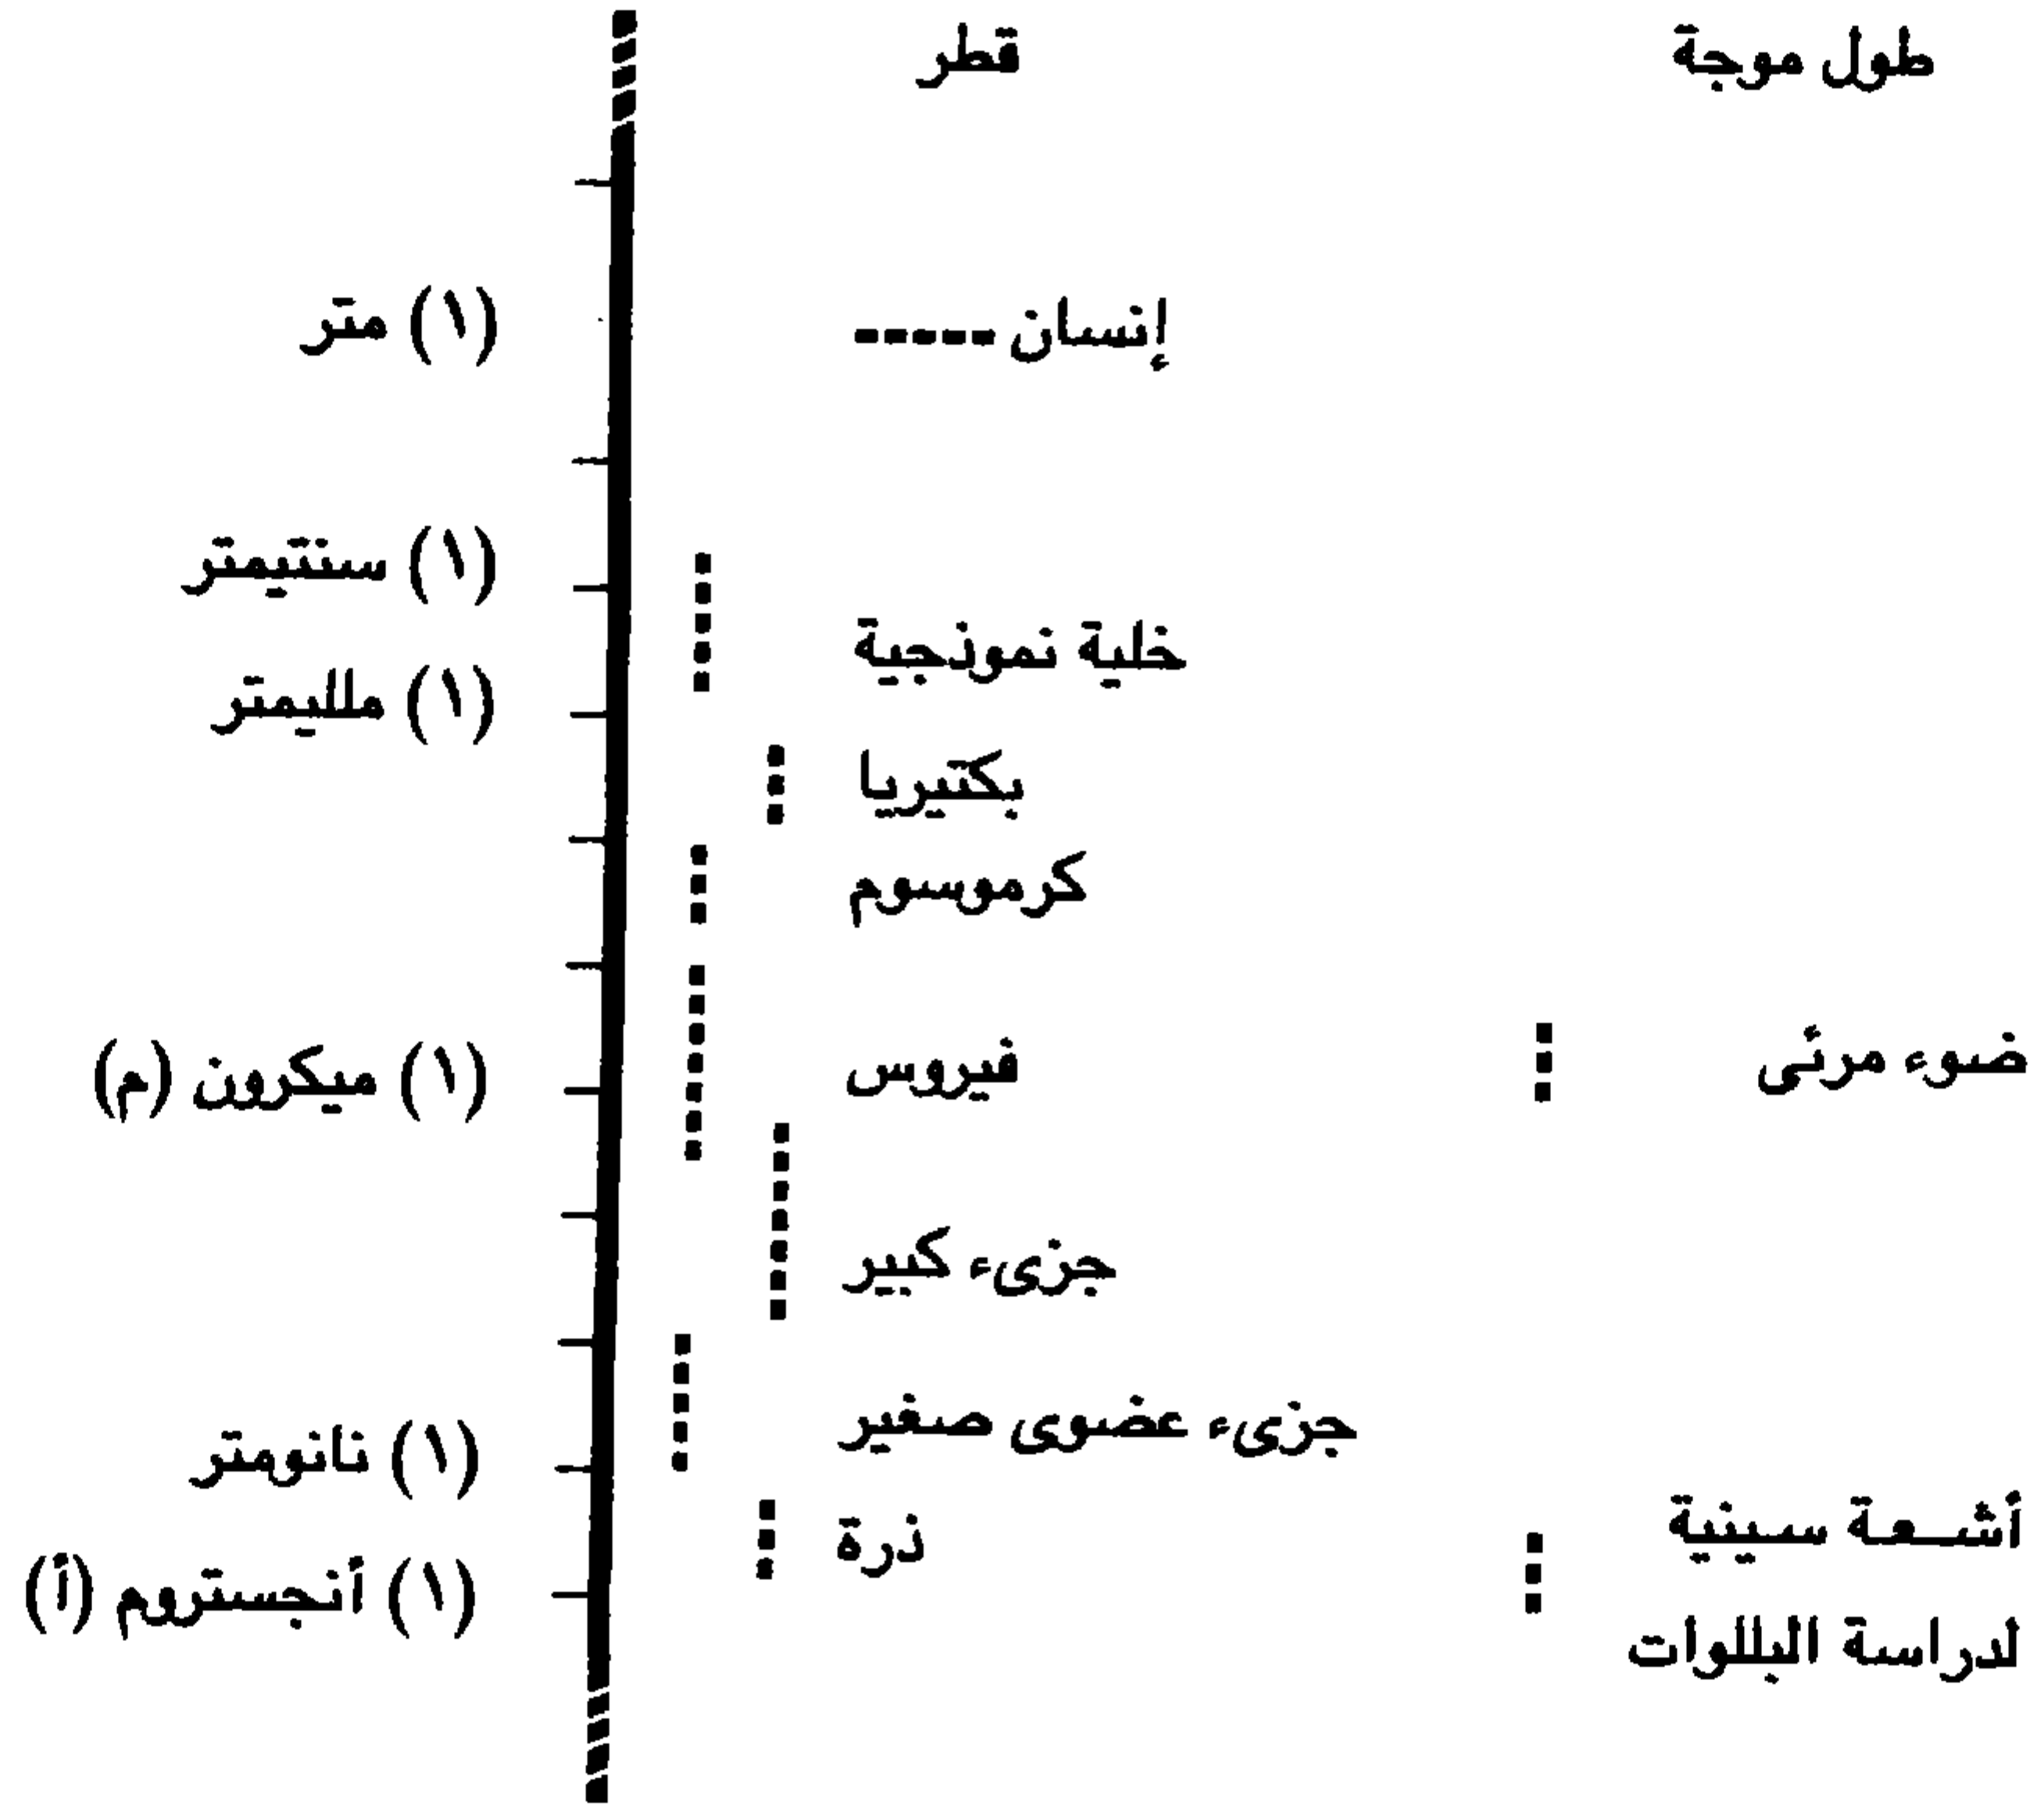 طول موجة
قطر
إنسان
(١) متر
(١) سنتيمتر
خلية نموذجية
(١) ملليمتر
بكتيريا
كرموسوم
ضوء مرئى
فيروس
(١) ميكرون (م)
جزىء كبير
جزىء عضوى صغير
(١) نانومتر
أشعة سينية
لدراسة البللوات
ذرة
(١) أنجستروم (أ)